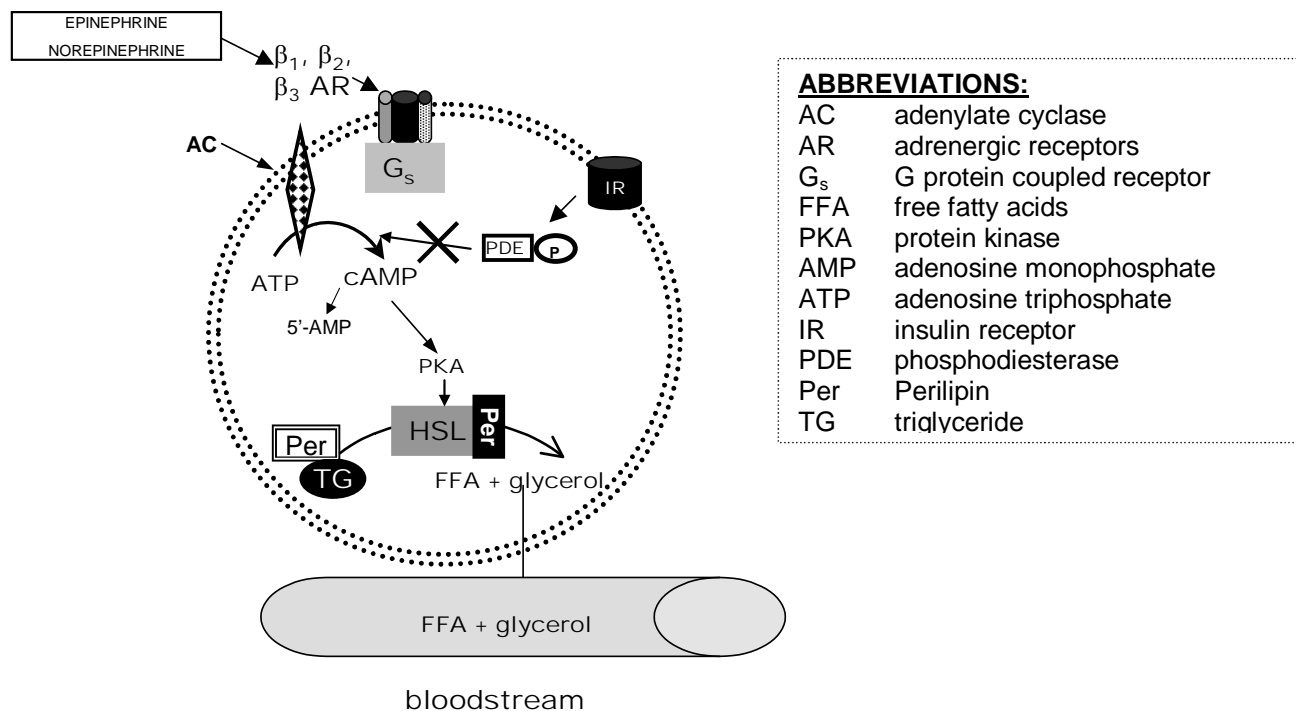 EPINEPHRINE
NOREPINEPHRINE
β₁, β₂,
β₃ AR
AC
Gₛ
IR
PDE
P
ATP
cAMP
5'-AMP
PKA
Per
TG
HSL
Per
FFA + glycerol
FFA + glycerol
bloodstream
ABBREVIATIONS:
AC adenylate cyclase
AR adrenergic receptors
Gₛ G protein coupled receptor
FFA free fatty acids
PKA protein kinase
AMP adenosine monophosphate
ATP adenosine triphosphate
IR insulin receptor
PDE phosphodiesterase
Per Perilipin
TG triglyceride